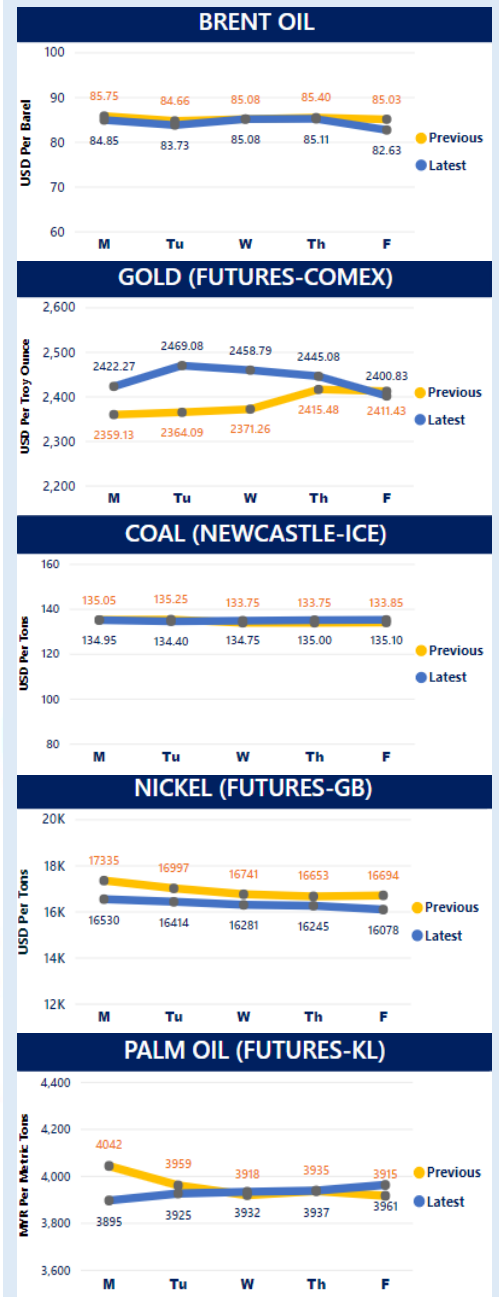 BRENT OIL
100
90
80
70
60
USD Per Barel
85.75 84.66 85.08 85.40 85.03
84.85 83.73 85.08 85.11 82.63
Previous
Latest
M Tu W Th F
GOLD (FUTURES-COMEX)
2,600
2,500
2,400
2,300
2,200
USD Per Troy Ounce
2422.27 2469.08 2458.79 2445.08 2400.83
2359.13 2364.09 2371.26 2415.48 2411.43
Previous
Latest
M Tu W Th F
COAL (NEWCASTLE-ICE)
160
140
120
100
80
USD Per Tons
135.05 135.25 133.75 133.75 133.85
134.95 134.40 134.75 135.00 135.10
Previous
Latest
M Tu W Th F
NICKEL (FUTURES-GB)
20K
18K
16K
14K
12K
USD Per Tons
17335 16997 16741 16653 16694
16530 16414 16281 16245 16078
Previous
Latest
M Tu W Th F
PALM OIL (FUTURES-KL)
4,400
4,200
4,000
3,800
3,600
MYR Per Metric Tons
4042 3959 3918 3935 3915
3895 3925 3932 3937 3961
Previous
Latest
M Tu W Th F